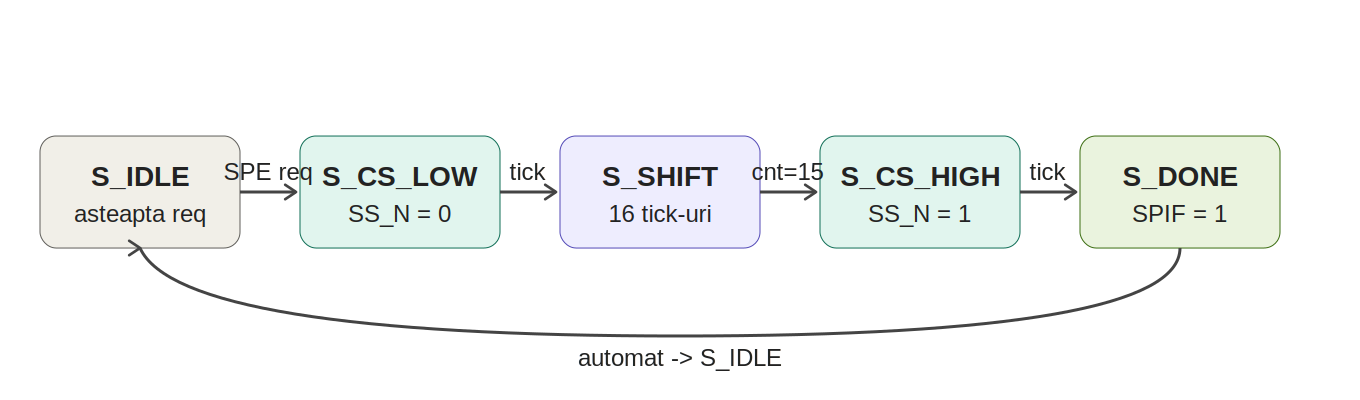 S_IDLE
asteapta req
SPE req
S_CS_LOW
SS_N = 0
tick
S_SHIFT
16 tick-uri
cnt=15
S_CS_HIGH
SS_N = 1
tick
S_DONE
SPIF = 1
automat -> S_IDLE